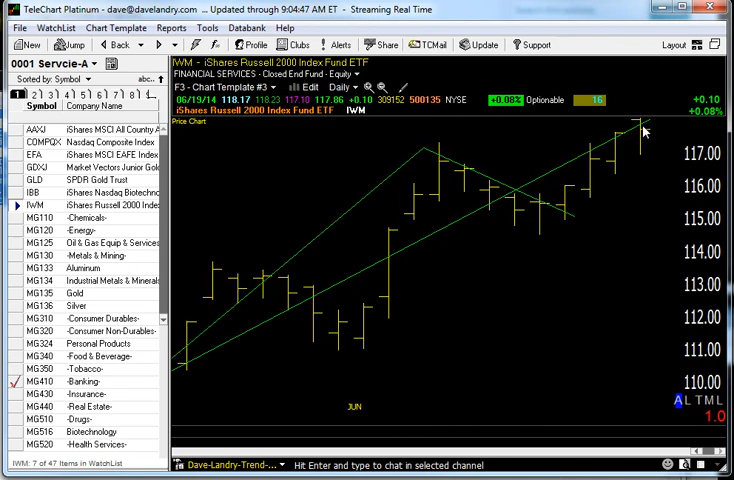 TeleChart Platinum - dave@davelandry.com - Updated through 9:04:47 AM ET - Streaming Real Time
File WatchList Chart Template Reports Tools Databank Help
New Jump Back Profile Clubs Alerts Share TCMail Update Support Layout
0001 Servcie-A
Sorted by: Symbol abc..
1 2 3 4 5 6 7 8
Symbol Company Name
AAXJ iShares MSCI All Country A
COMPQX Nasdaq Composite Index
EFA iShares MSCI EAFE Index
GDXJ Market Vectors Junior Gold
GLD SPDR Gold Trust
IBB iShares Nasdaq Biotechno
IWM iShares Russell 2000 Index
MG110 -Chemicals-
MG120 -Energy-
MG125 Oil & Gas Equip & Services
MG130 -Metals & Mining-
MG133 Aluminum
MG134 Industrial Metals & Minerals
MG135 Gold
MG136 Silver
MG310 -Consumer Durables-
MG320 -Consumer Non-Durables-
MG324 Personal Products
MG340 -Food & Beverage-
MG350 -Tobacco-
MG410 -Banking-
MG430 -Insurance-
MG440 -Real Estate-
MG510 -Drugs-
MG516 Biotechnology
MG520 -Health Services-
IWM: 7 of 47 Items in WatchList
IWM - iShares Russell 2000 Index Fund ETF
FINANCIAL SERVICES - Closed End Fund - Equity
F3 - Chart Template #3 Edit Daily
06/19/14 118.17 118.23 117.10 117.86 +0.10 309152 500135 NYSE +0.08% Optionable 16 +0.10
iShares Russell 2000 Index Fund ETF IWM +0.08%
Price Chart
117.00
116.00
115.00
114.00
113.00
112.00
111.00
110.00
A L T M L
JUN
1.0
Dave-Landry-Trend-... Hit Enter and type to chat in selected channel